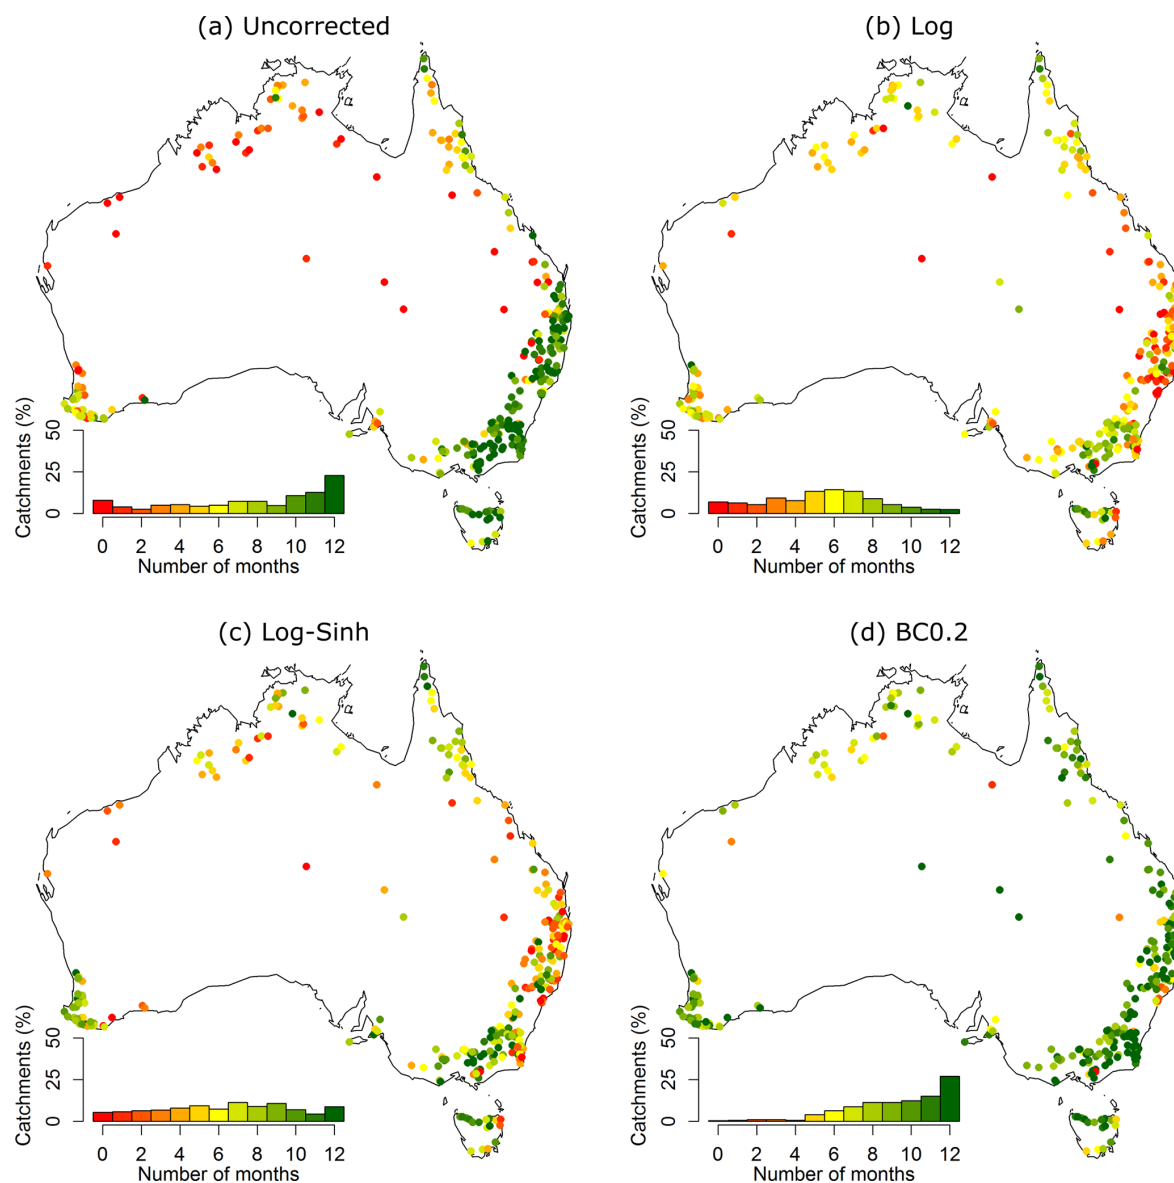 (a) Uncorrected
(b) Log
Catchments (%)
50
25
0
0 2 4 6 8 10 12
Number of months
Catchments (%)
50
25
0
0 2 4 6 8 10 12
Number of months
(c) Log-Sinh
(d) BC0.2
Catchments (%)
50
25
0
0 2 4 6 8 10 12
Number of months
Catchments (%)
50
25
0
0 2 4 6 8 10 12
Number of months